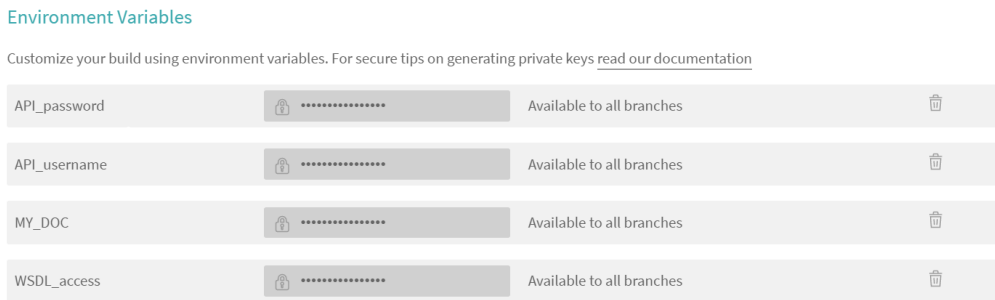 Environment Variables
Customize your build using environment variables. For secure tips on generating private keys read our documentation
API_password •••••••••••••••• Available to all branches
API_username •••••••••••••••• Available to all branches
MY_DOC •••••••••••••••• Available to all branches
WSDL_access •••••••••••••••• Available to all branches